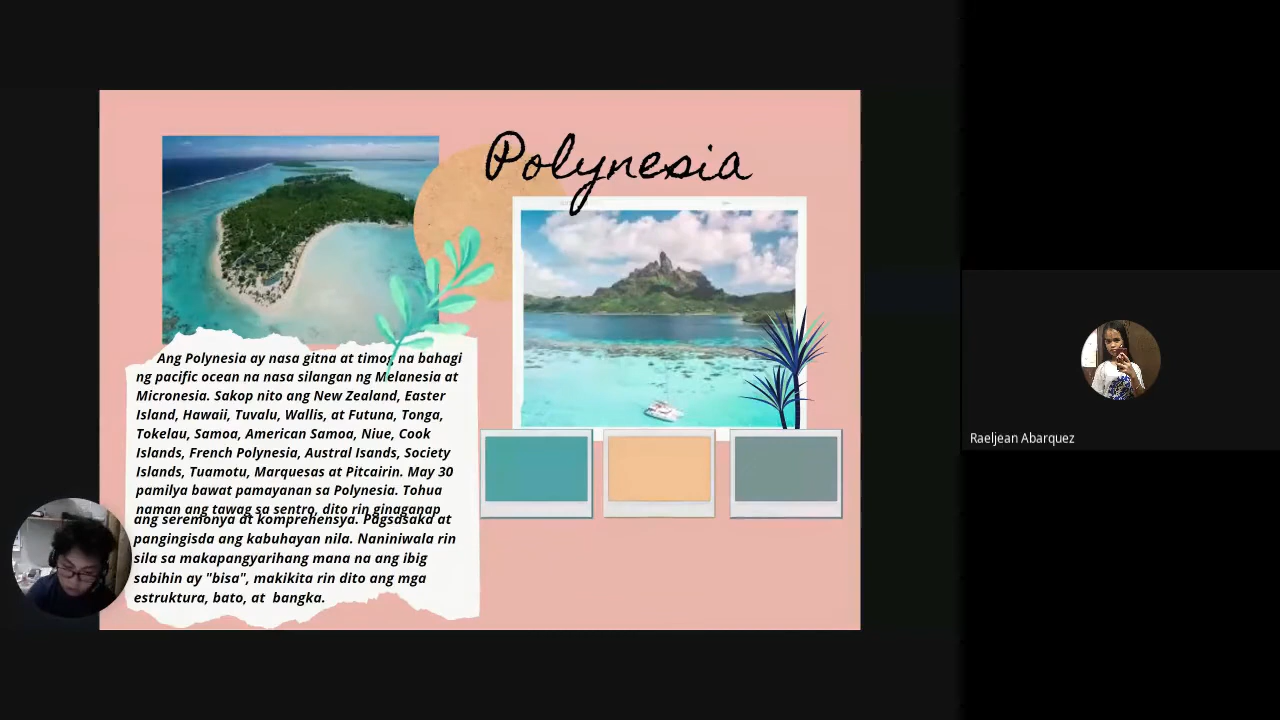 Polynesia
Ang Polynesia ay nasa gitna at timog na bahagi
ng pacific ocean na nasa silangan ng Melanesia at
Micronesia. Sakop nito ang New Zealand, Easter
Island, Hawaii, Tuvalu, Wallis, at Futuna, Tonga,
Tokelau, Samoa, American Samoa, Niue, Cook
Islands, French Polynesia, Austral Isands, Society
Islands, Tuamotu, Marquesas at Pitcairin. May 30
pamilya bawat pamayanan sa Polynesia. Tohua
naman ang tawag sa sentro, dito rin ginaganap
ang seremonya at komprehensya. Pagsasaka at
pangingisda ang kabuhayan nila. Naniniwala rin
sila sa makapangyarihang mana na ang ibig
sabihin ay "bisa", makikita rin dito ang mga
estruktura, bato, at bangka.
Raeljean Abarquez